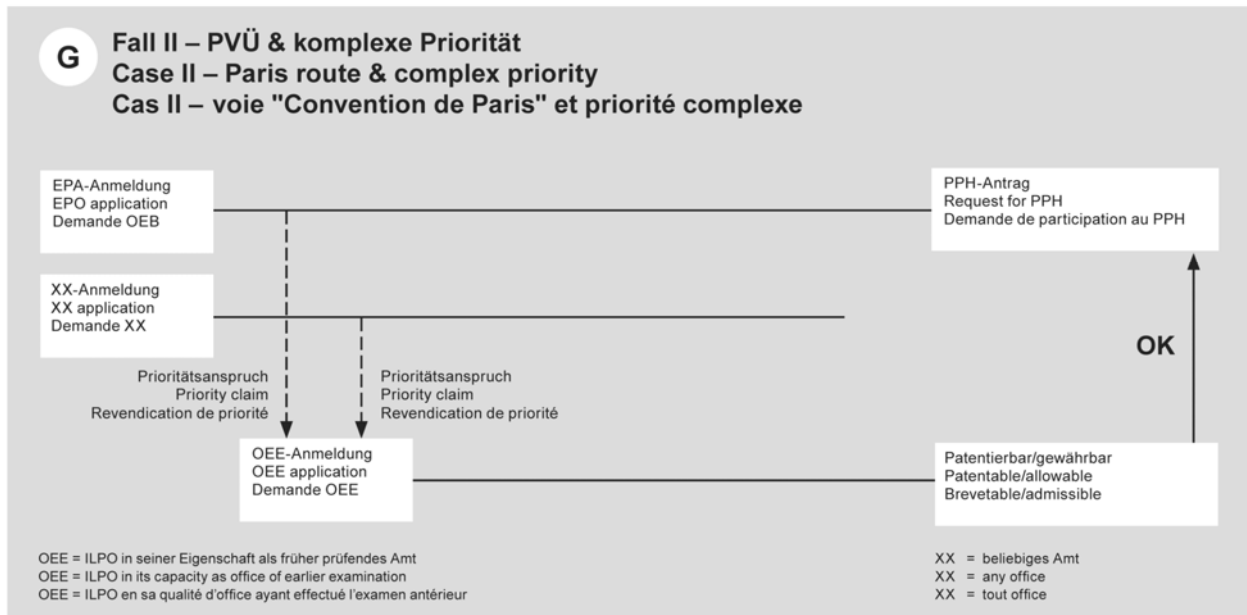 G
Fall II – PVÜ & komplexe Priorität
Case II – Paris route & complex priority
Cas II – voie "Convention de Paris" et priorité complexe
EPA-Anmeldung
EPO application
Demande OEB
PPH-Antrag
Request for PPH
Demande de participation au PPH
XX-Anmeldung
XX application
Demande XX
OK
Prioritätsanspruch
Priority claim
Revendication de priorité
Prioritätsanspruch
Priority claim
Revendication de priorité
OEE-Anmeldung
OEE application
Demande OEE
Patentierbar/gewährbar
Patentable/allowable
Brevetable/admissible
OEE = ILPO in seiner Eigenschaft als früher prüfendes Amt
OEE = ILPO in its capacity as office of earlier examination
OEE = ILPO en sa qualité d'office ayant effectué l'examen antérieur
XX = beliebiges Amt
XX = any office
XX = tout office